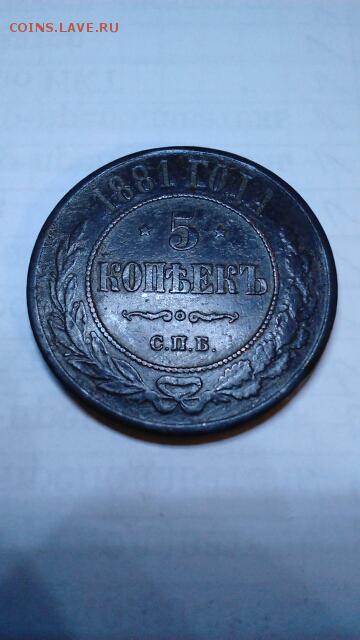 COINS.LAVE.RU
1881 ГОДА
5
КОПѢЕКЪ
С.П.Б.